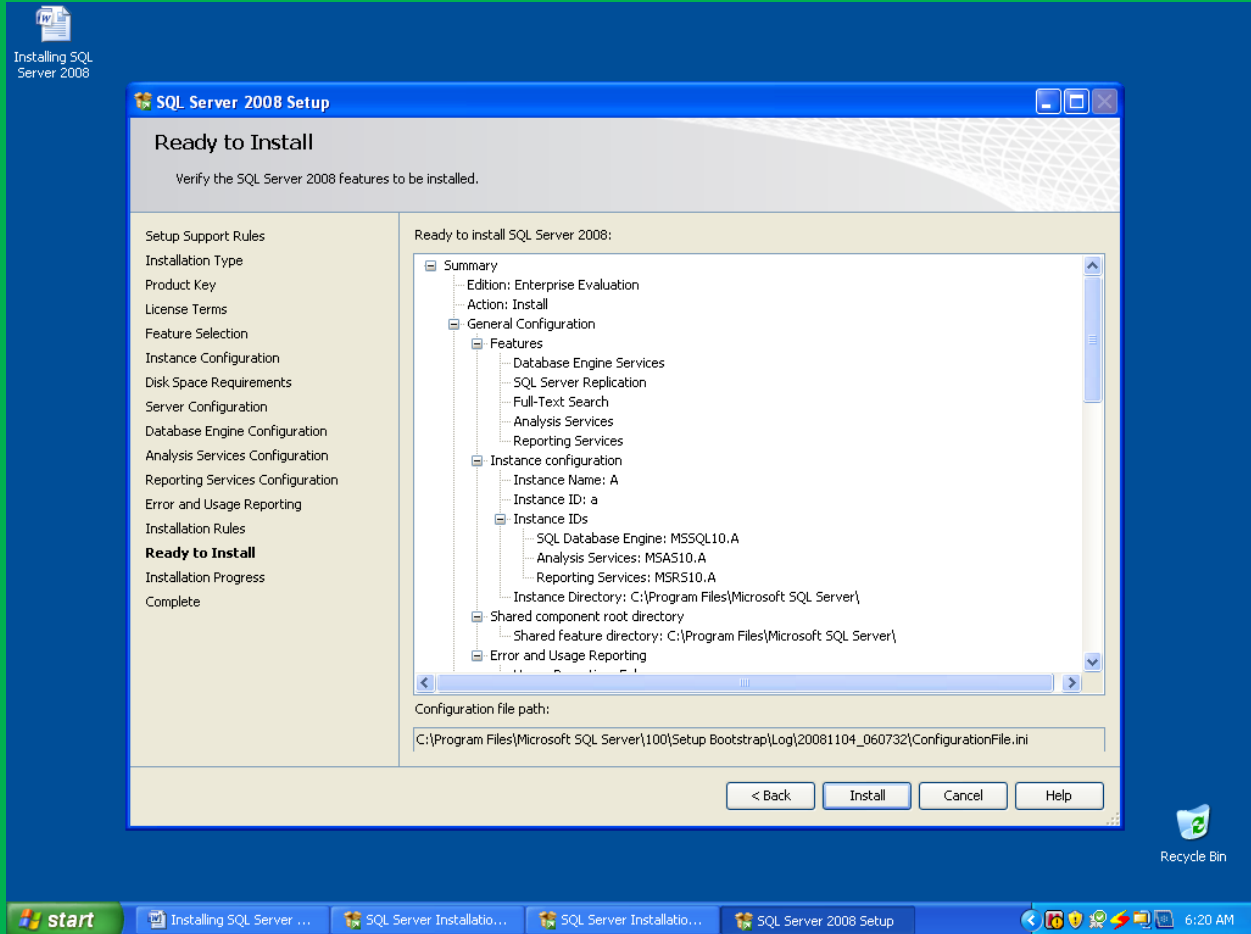 Installing SQL
Server 2008
SQL Server 2008 Setup
Ready to Install
Verify the SQL Server 2008 features to be installed.
Setup Support Rules
Installation Type
Product Key
License Terms
Feature Selection
Instance Configuration
Disk Space Requirements
Server Configuration
Database Engine Configuration
Analysis Services Configuration
Reporting Services Configuration
Error and Usage Reporting
Installation Rules
Ready to Install
Installation Progress
Complete
Ready to install SQL Server 2008:
Summary
Edition: Enterprise Evaluation
Action: Install
General Configuration
Features
Database Engine Services
SQL Server Replication
Full-Text Search
Analysis Services
Reporting Services
Instance configuration
Instance Name: A
Instance ID: a
Instance IDs
SQL Database Engine: MSSQL10.A
Analysis Services: MSAS10.A
Reporting Services: MSRS10.A
Instance Directory: C:\Program Files\Microsoft SQL Server\
Shared component root directory
Shared feature directory: C:\Program Files\Microsoft SQL Server\
Error and Usage Reporting
Configuration file path:
C:\Program Files\Microsoft SQL Server\100\Setup Bootstrap\Log\20081104_060732\ConfigurationFile.ini
< Back
Install
Cancel
Help
Recycle Bin
start
Installing SQL Server ...
SQL Server Installatio...
SQL Server Installatio...
SQL Server 2008 Setup
6:20 AM